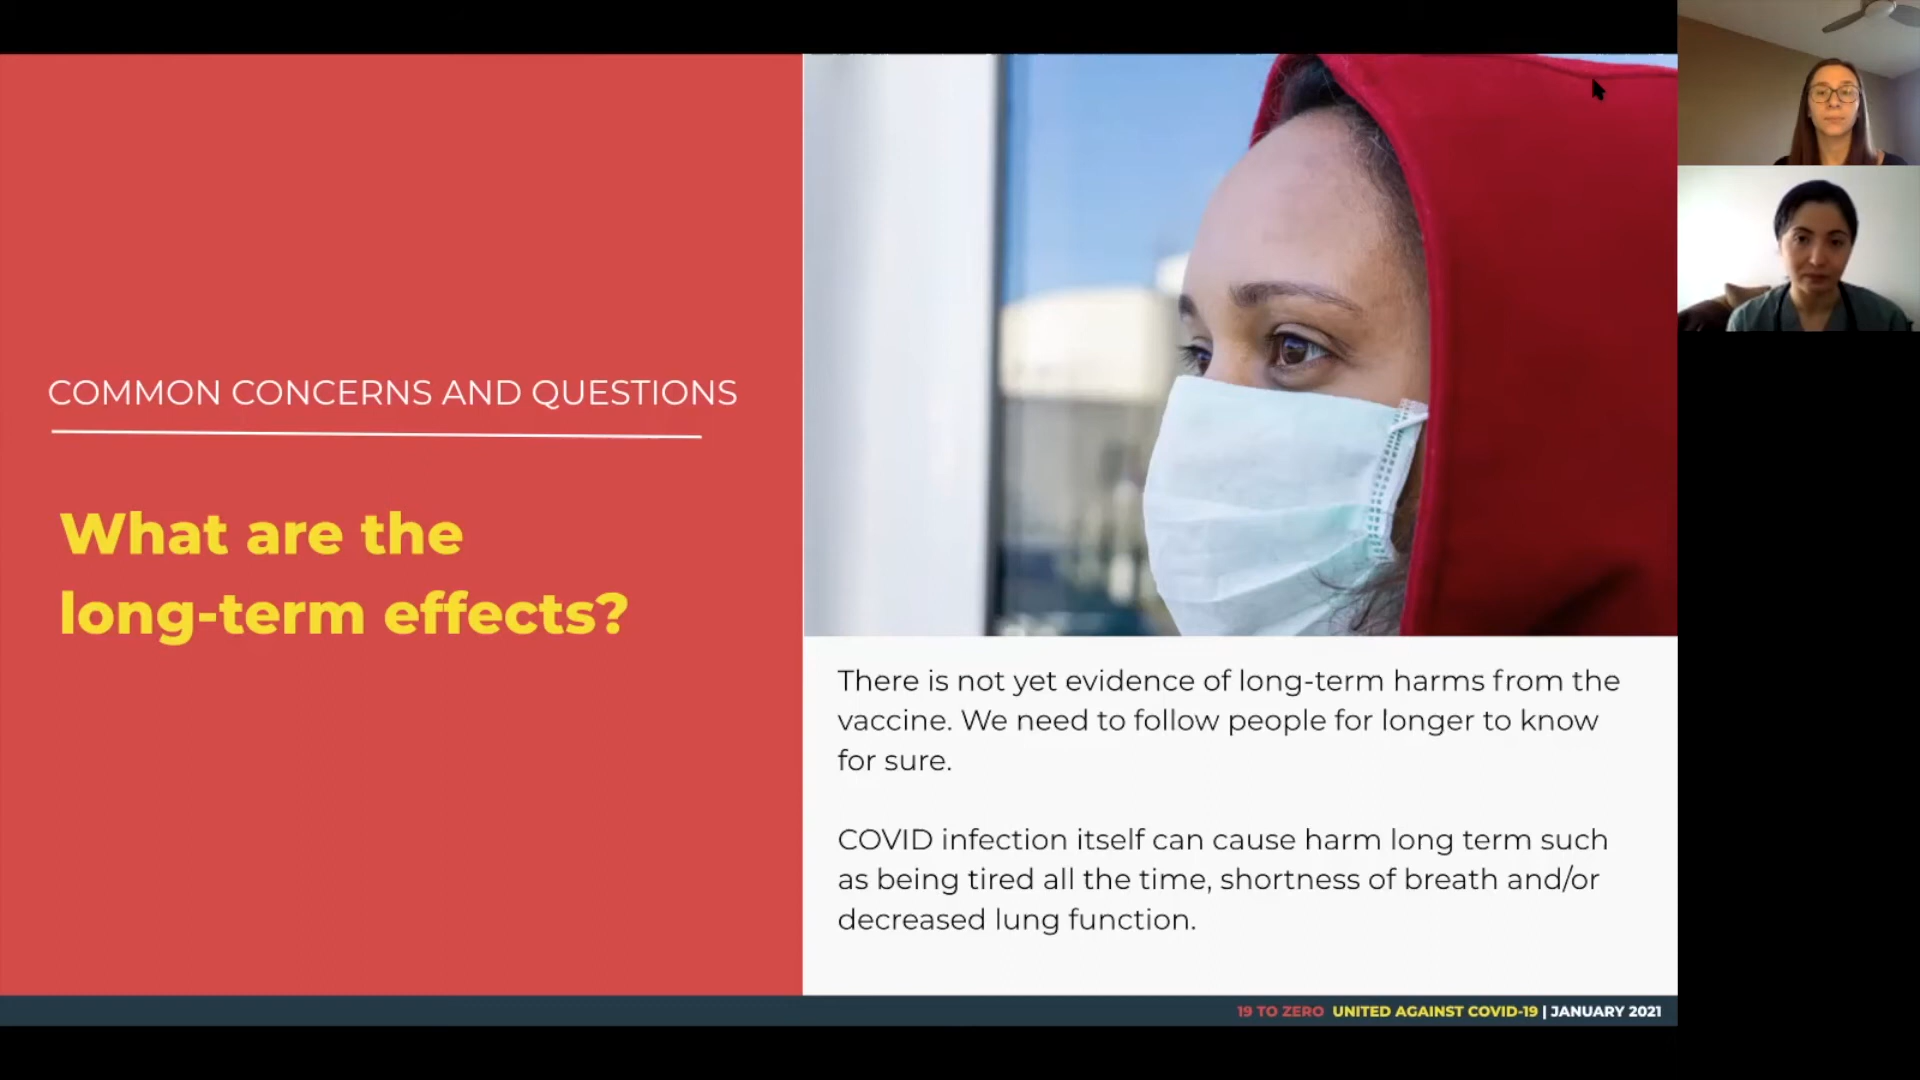 COMMON CONCERNS AND QUESTIONS
What are the
long-term effects?
There is not yet evidence of long-term harms from the
vaccine. We need to follow people for longer to know
for sure.
COVID infection itself can cause harm long term such
as being tired all the time, shortness of breath and/or
decreased lung function.
19 TO ZERO UNITED AGAINST COVID-19 | JANUARY 2021